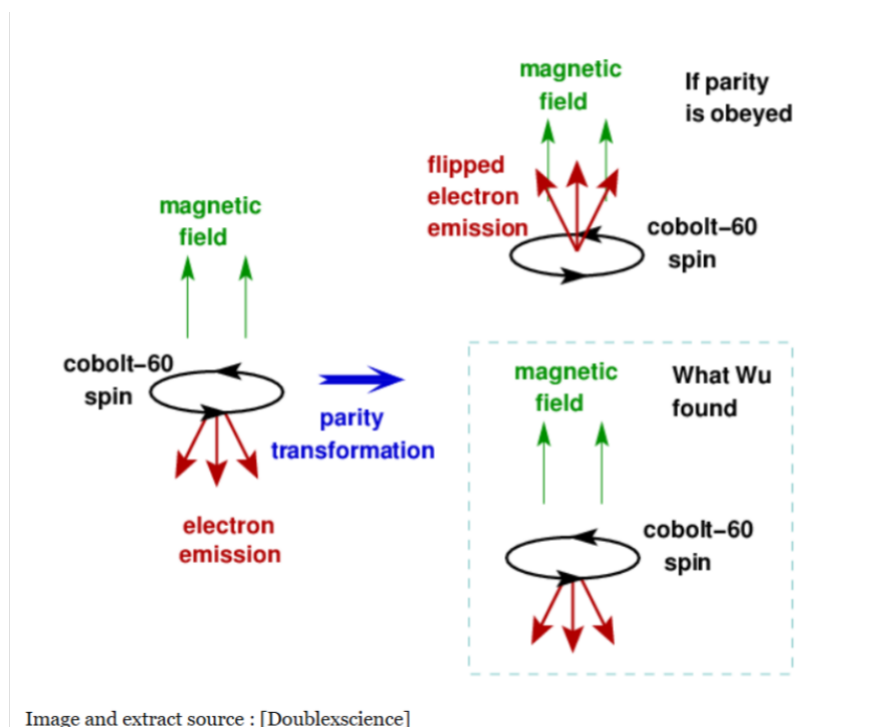 magnetic
field
If parity
is obeyed
flipped
electron
emission
cobolt-60
spin
magnetic
field
cobolt-60
spin
parity
transformation
electron
emission
magnetic
field
What Wu
found
cobolt-60
spin
Image and extract source : [Doublexscience]